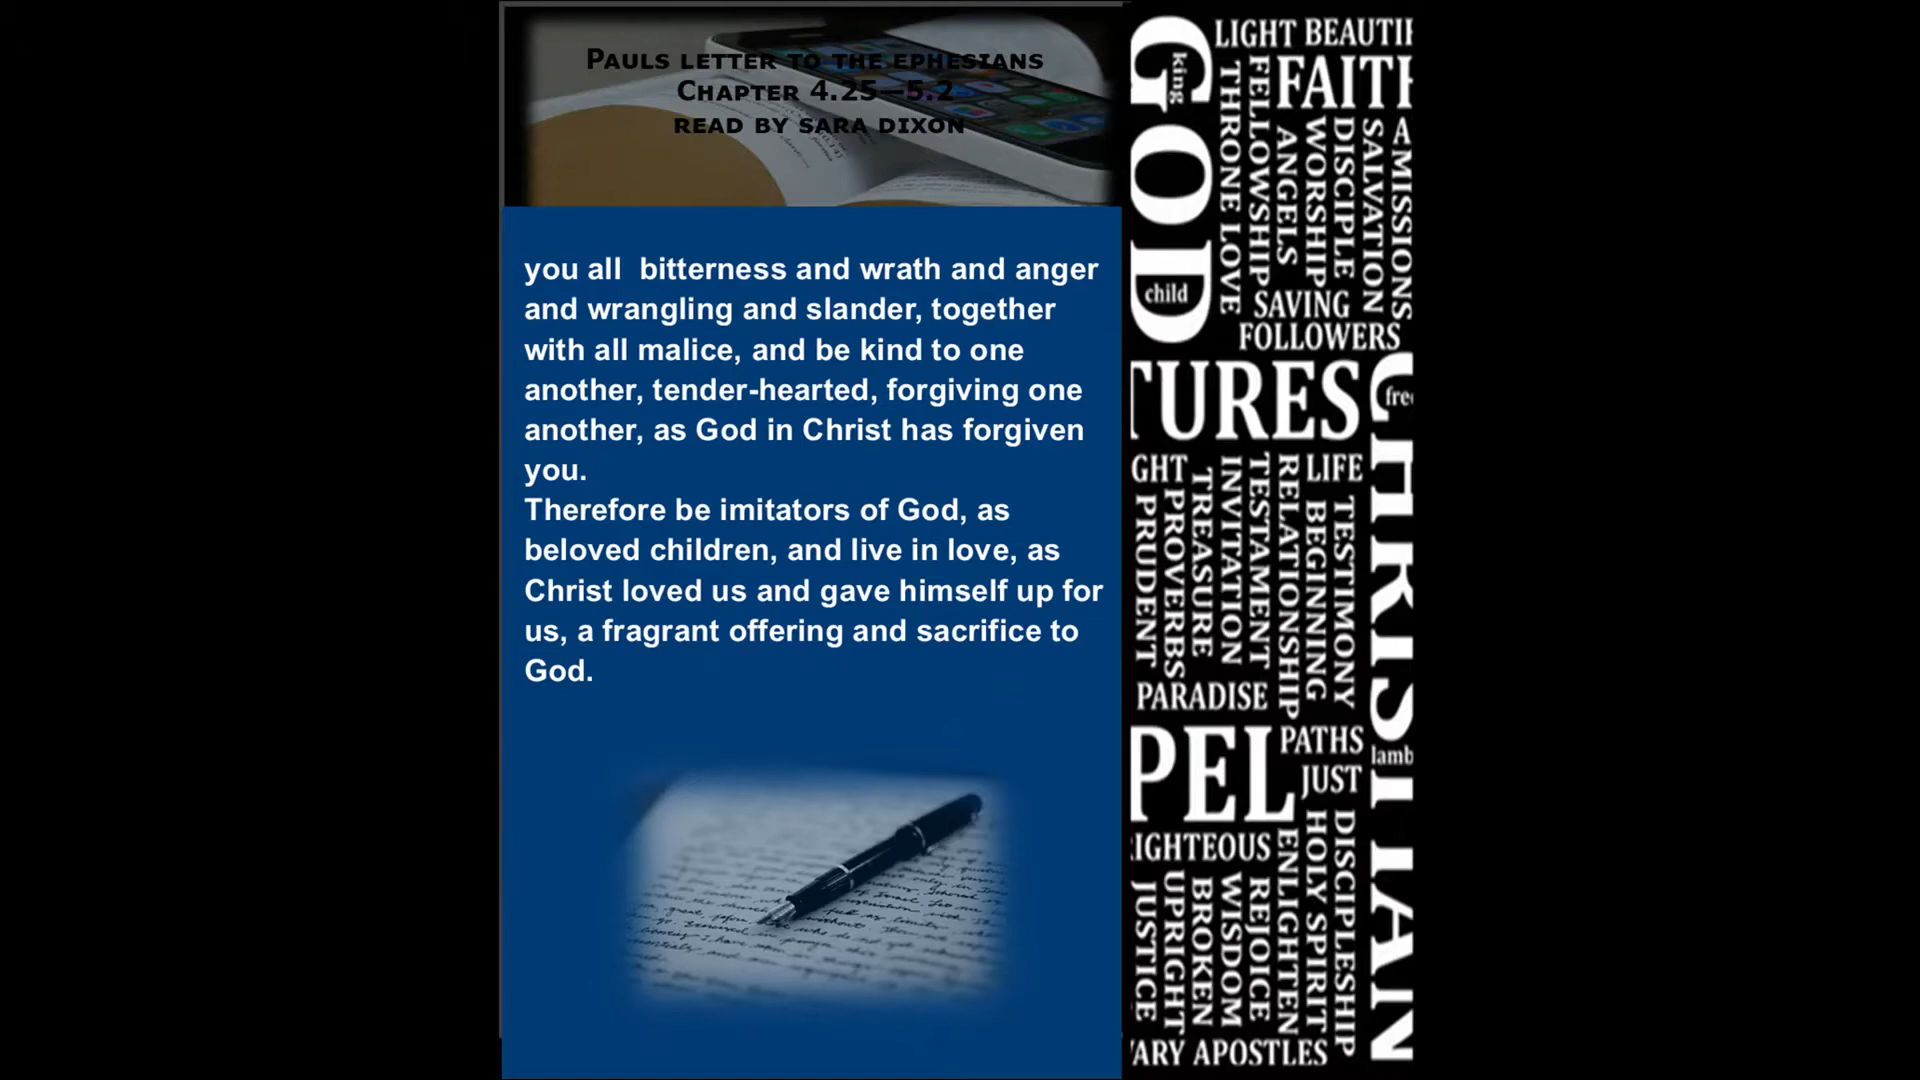 PAULS LETTER TO THE EPHESIANS
CHAPTER 4.25—5.2
READ BY SARA DIXON
you all  bitterness and wrath and anger
and wrangling and slander, together
with all malice, and be kind to one
another, tender-hearted, forgiving one
another, as God in Christ has forgiven
you.
Therefore be imitators of God, as
beloved children, and live in love, as
Christ loved us and gave himself up for
us, a fragrant offering and sacrifice to
God.
GOD
king
child
LIGHT BEAUTIF
FAITH
THRONE LOVE
FELLOWSHIP
ANGELS
WORSHIP
DISCIPLE
SALVATION
MISSIONS
SAVING
FOLLOWERS
TURES
CHRISTIAN
free
lamb
GHT
LIFE
PRUDENT
PROVERBS
TREASURE
INVITATION
TESTAMENT
RELATIONSHIP
BEGINNING
TESTIMONY
PARADISE
PEL
PATHS
JUST
IGHTEOUS
JUSTICE
UPRIGHT
BROKEN
WISDOM
REJOICE
ENLIGHTEN
HOLY SPIRIT
DISCIPLESHIP
VARY APOSTLES